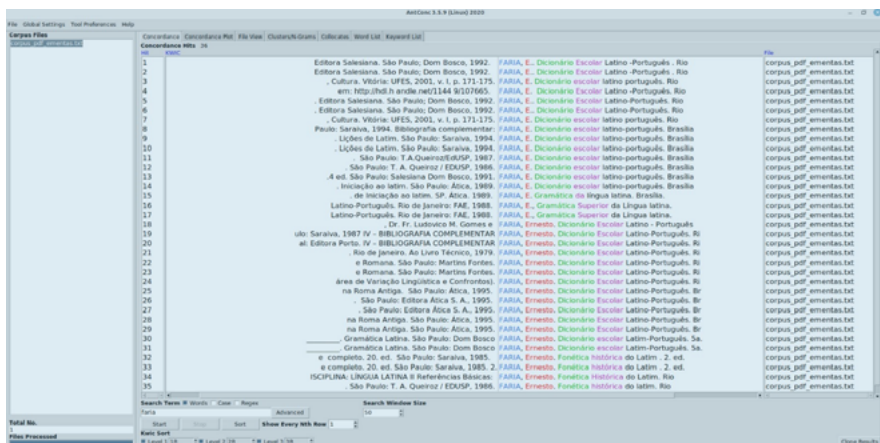 AntConc 3.5.9 (Linux) 2020
File Global Settings Tool Preferences Help
Corpus Files
corpus_pdf_ementas.txt
Concordance Concordance Plot File View Clusters/N-Grams Collocates Word List Keyword List
Concordance Hits 36
Hit KWIC File
1 Editora Salesiana. São Paulo; Dom Bosco, 1992. FARIA, E. Dicionário Escolar Latino -Português . Rio corpus_pdf_ementas.txt
2 Editora Salesiana. São Paulo; Dom Bosco, 1992. FARIA, E. Dicionário Escolar Latino -Português . Rio corpus_pdf_ementas.txt
3 , Cultura. Vitória: UFES, 2001, v. I, p. 171-175. FARIA, E. Dicionário escolar latino português. Rio corpus_pdf_ementas.txt
4 em: http://hdl.h andle.net/1144 9/107665. FARIA, E. Dicionário escolar latino-português. Rio corpus_pdf_ementas.txt
5 . Editora Salesiana. São Paulo; Dom Bosco, 1992. FARIA, E. Dicionário Escolar Latino-Português. Rio corpus_pdf_ementas.txt
6 . Editora Salesiana. São Paulo; Dom Bosco, 1992. FARIA, E. Dicionário Escolar Latino-Português. Rio corpus_pdf_ementas.txt
7 , Cultura. Vitória: UFES, 2001, v. I, p. 171-175. FARIA, E. Dicionário escolar latino português. Rio corpus_pdf_ementas.txt
8 Paulo: Saraiva, 1994. Bibliografia complementar: FARIA, E. Dicionário escolar latino-português. Brasília corpus_pdf_ementas.txt
9 . Lições de Latim. São Paulo: Saraiva, 1994. FARIA, E. Dicionário escolar latino-português. Brasília corpus_pdf_ementas.txt
10 . Lições de Latim. São Paulo: Saraiva, 1994. FARIA, E. Dicionário escolar latino-português. Brasília corpus_pdf_ementas.txt
11 . São Paulo: T.A.Queiroz/EdUSP, 1987. FARIA, E. Dicionário escolar latino-português. Brasília corpus_pdf_ementas.txt
12 . São Paulo: T. A. Queiroz / EDUSP, 1986. FARIA, E. Dicionário escolar latino-português. Brasília corpus_pdf_ementas.txt
13 .4 ed. São Paulo: Salesiana Dom Bosco, 1991. FARIA, E. Dicionário escolar latino-português. Brasília corpus_pdf_ementas.txt
14 . Iniciação ao latim. São Paulo: Ática, 1989. FARIA, E. Dicionário escolar latino-português. Brasília corpus_pdf_ementas.txt
15 . de Iniciação ao latim. SP. Ática, 1989. FARIA, E. Gramática da língua latina. Brasília. corpus_pdf_ementas.txt
16 Latino-Português. Rio de Janeiro: FAE, 1988. FARIA, E., Gramática Superior da Língua latina. corpus_pdf_ementas.txt
17 Latino-Português. Rio de Janeiro: FAE, 1988. FARIA, E., Gramática Superior da Língua latina. corpus_pdf_ementas.txt
18 , Dr. Fr. Ludovico M. Gomes e FARIA, Ernesto. Dicionário Escolar Latino - Português corpus_pdf_ementas.txt
19 ulo: Saraiva, 1987 IV – BIBLIOGRAFIA COMPLEMENTAR FARIA, Ernesto. Dicionário Escolar Latino-Português. Ri corpus_pdf_ementas.txt
20 al: Editora Porto. IV – BIBLIOGRAFIA COMPLEMENTAR FARIA, Ernesto. Dicionário Escolar Latino-Português. Ri corpus_pdf_ementas.txt
21 . Rio de Janeiro. Ao Livro Técnico, 1979. FARIA, Ernesto. Dicionário Escolar Latino-Português. Ri corpus_pdf_ementas.txt
22 e Romana. São Paulo: Martins Fontes. FARIA, Ernesto. Dicionário Escolar Latino-Português. Ri corpus_pdf_ementas.txt
23 e Romana. São Paulo: Martins Fontes. FARIA, Ernesto. Dicionário Escolar Latino-Português. Ri corpus_pdf_ementas.txt
24 área de Variação Lingüística e Confrontos). FARIA, Ernesto. Dicionário Escolar Latino-Português. Ri corpus_pdf_ementas.txt
25 na Roma Antiga. São Paulo: Ática, 1995. FARIA, Ernesto. Dicionário Escolar Latino-Português. Br corpus_pdf_ementas.txt
26 . São Paulo: Editora Ática S. A., 1995. FARIA, Ernesto. Dicionário Escolar Latino-Português. Br corpus_pdf_ementas.txt
27 . São Paulo: Editora Ática S. A., 1995. FARIA, Ernesto. Dicionário Escolar Latino-Português. Br corpus_pdf_ementas.txt
28 na Roma Antiga. São Paulo: Ática, 1995. FARIA, Ernesto. Dicionário Escolar Latino-Português. Br corpus_pdf_ementas.txt
29 na Roma Antiga. São Paulo: Ática, 1995. FARIA, Ernesto. Dicionário Escolar Latino-Português. Br corpus_pdf_ementas.txt
30 ________. Gramática Latina. São Paulo: Dom Bosco FARIA, Ernesto. Dicionário escolar Latim-Português. 5a. corpus_pdf_ementas.txt
31 ________. Gramática Latina. São Paulo: Dom Bosco FARIA, Ernesto. Dicionário escolar Latim-Português. 5a. corpus_pdf_ementas.txt
32 e completo. 20. ed. São Paulo: Saraiva, 1985. FARIA, Ernesto. Fonética histórica do Latim . 2. ed. corpus_pdf_ementas.txt
33 e completo. 20. ed. São Paulo: Saraiva, 1985. 2. FARIA, Ernesto. Fonética histórica do Latim . 2. ed. corpus_pdf_ementas.txt
34 ISCIPLINA: LÍNGUA LATINA II Referências Básicas: FARIA, Ernesto. Fonética Histórica do Latim. Rio corpus_pdf_ementas.txt
35 . São Paulo: T. A. Queiroz / EDUSP, 1986. FARIA, Ernesto. Fonética histórica do latim. Rio corpus_pdf_ementas.txt
Search Term Words Case Regex Search Window Size
faria Advanced 50
Start Stop Sort Show Every Nth Row 1
Kwic Sort
Level 1 1R Level 2 2R Level 3 3R
Total No.
1
Files Processed
Clone Results